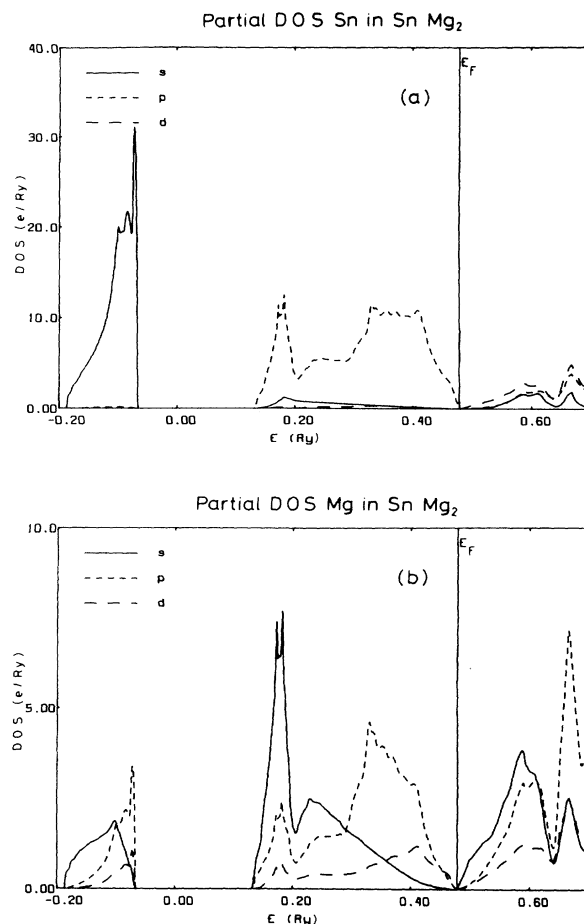 Partial DOS Sn in Sn Mg2
40.0
30.0
20.0
10.0
0.00
DOS (e/Ry)
s
p
d
(a)
EF
-0.20 0.00 0.20 0.40 0.60
E (Ry)
Partial DOS Mg in Sn Mg2
10.0
5.00
0.00
DOS (e/Ry)
s
p
d
(b)
EF
-0.20 0.00 0.20 0.40 0.60
E (Ry)